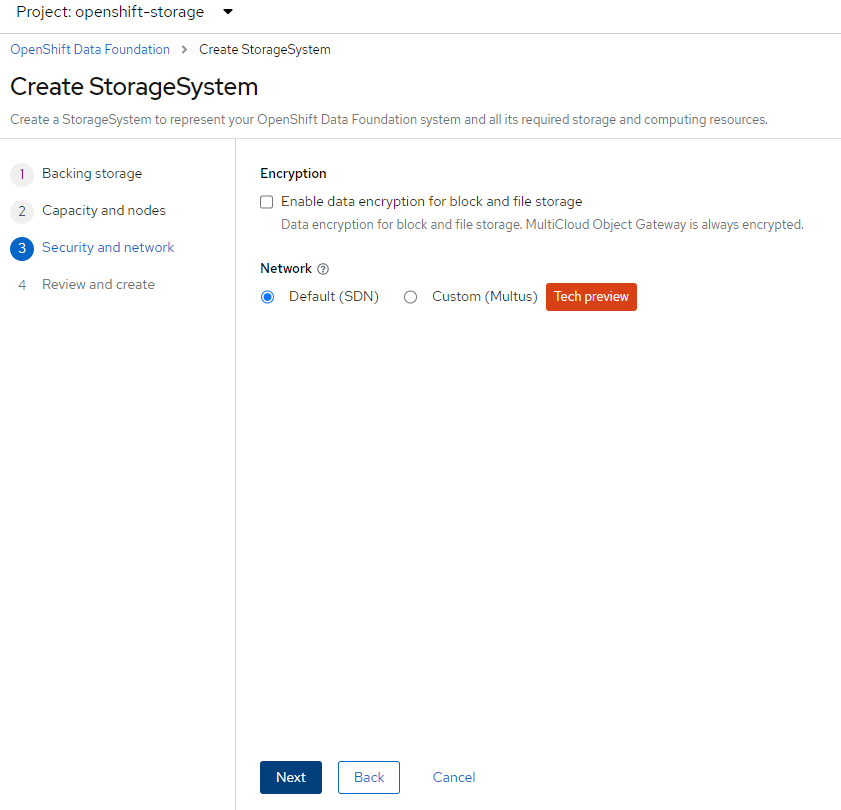 Project: openshift-storage
OpenShift Data Foundation > Create StorageSystem
Create StorageSystem
Create a StorageSystem to represent your OpenShift Data Foundation system and all its required storage and computing resources.
1 Backing storage
2 Capacity and nodes
3 Security and network
4 Review and create
Encryption
Enable data encryption for block and file storage
Data encryption for block and file storage. MultiCloud Object Gateway is always encrypted.
Network ?
Default (SDN) Custom (Multus) Tech preview
Next Back Cancel